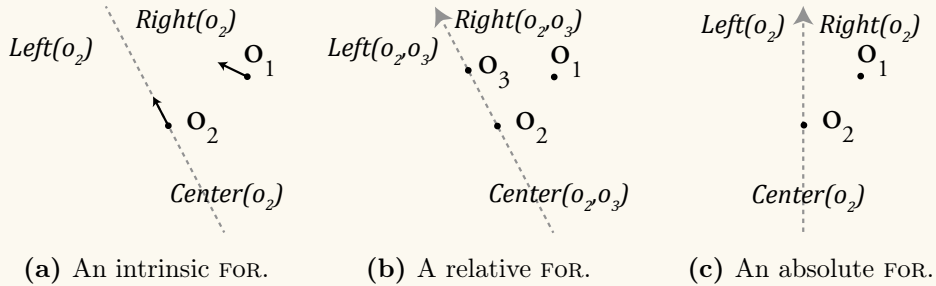 Right(o₂)
Left(o₂)
O₁
O₂
Center(o₂)
(a) An intrinsic FOR.
Right(o₂,o₃)
Left(o₂,o₃)
O₃
O₁
O₂
Center(o₂,o₃)
(b) A relative FOR.
Left(o₂) Right(o₂)
O₁
O₂
Center(o₂)
(c) An absolute FOR.